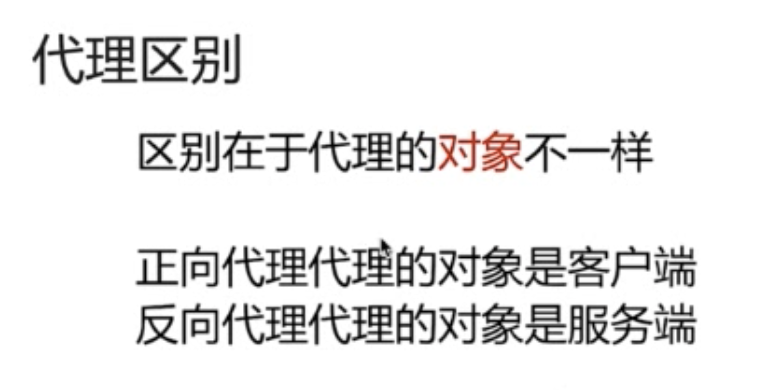 代理区别
区别在于代理的对象不一样
正向代理代理的对象是客户端
反向代理代理的对象是服务端